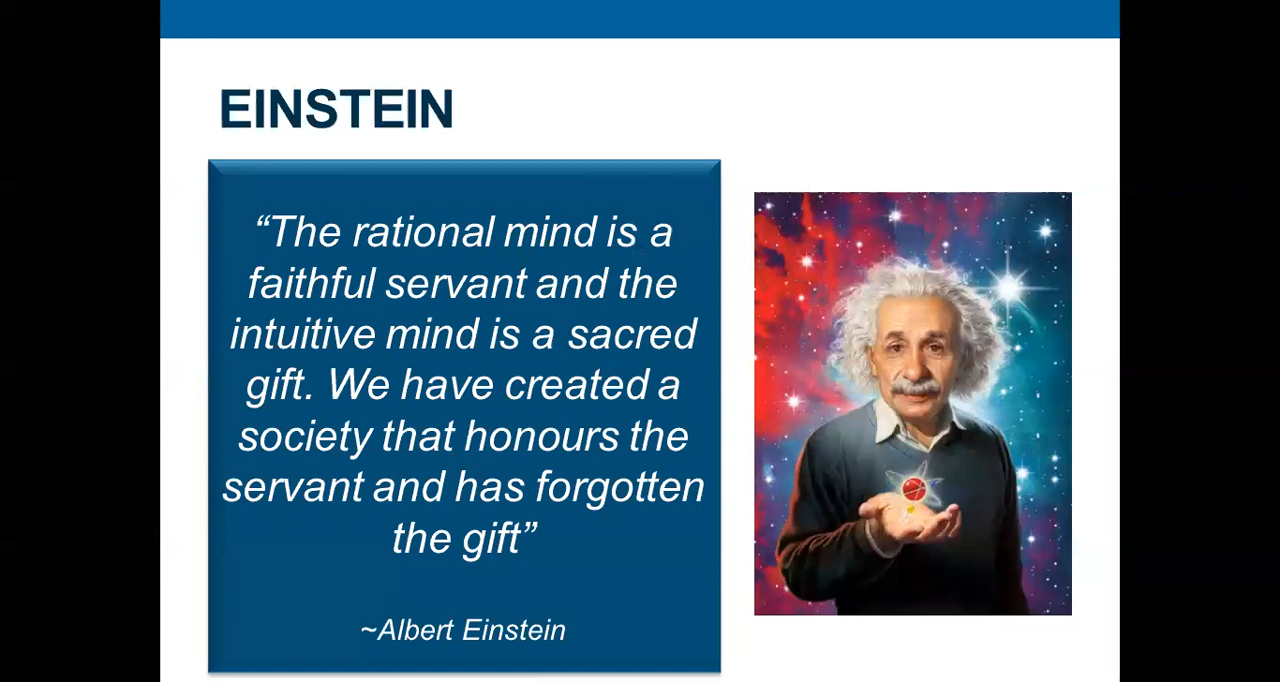 EINSTEIN
“The rational mind is a
faithful servant and the
intuitive mind is a sacred
gift. We have created a
society that honours the
servant and has forgotten
the gift”
~Albert Einstein